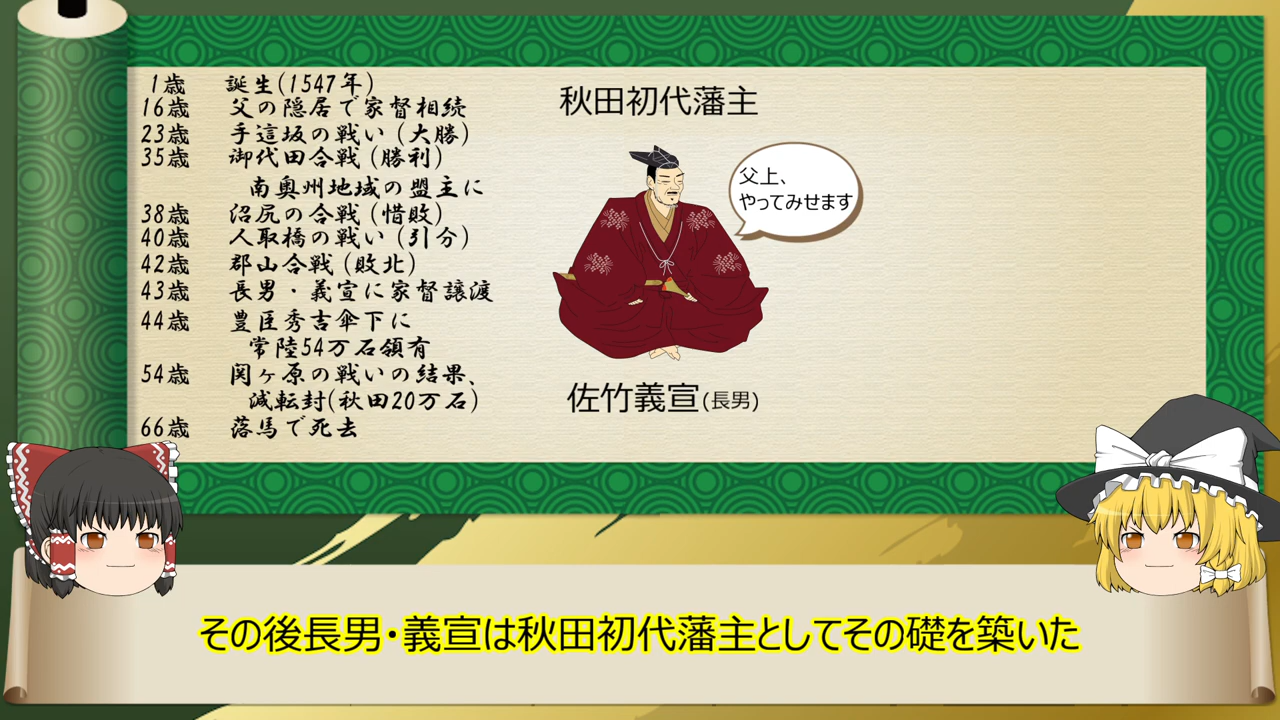 1歳 誕生(1547年)
16歳 父の隠居で家督相続
23歳 手這坂の戦い(大勝)
35歳 御代田合戦(勝利)
南奥州地域の盟主に
38歳 沼尻の合戦(惜敗)
40歳 人取橋の戦い(引分)
42歳 郡山合戦(敗北)
43歳 長男・義宣に家督譲渡
44歳 豊臣秀吉傘下に
常陸54万石領有
54歳 関ヶ原の戦いの結果、
減転封(秋田20万石)
66歳 落馬で死去
秋田初代藩主
父上、
やってみせます
佐竹義宣(長男)
その後長男・義宣は秋田初代藩主としてその礎を築いた